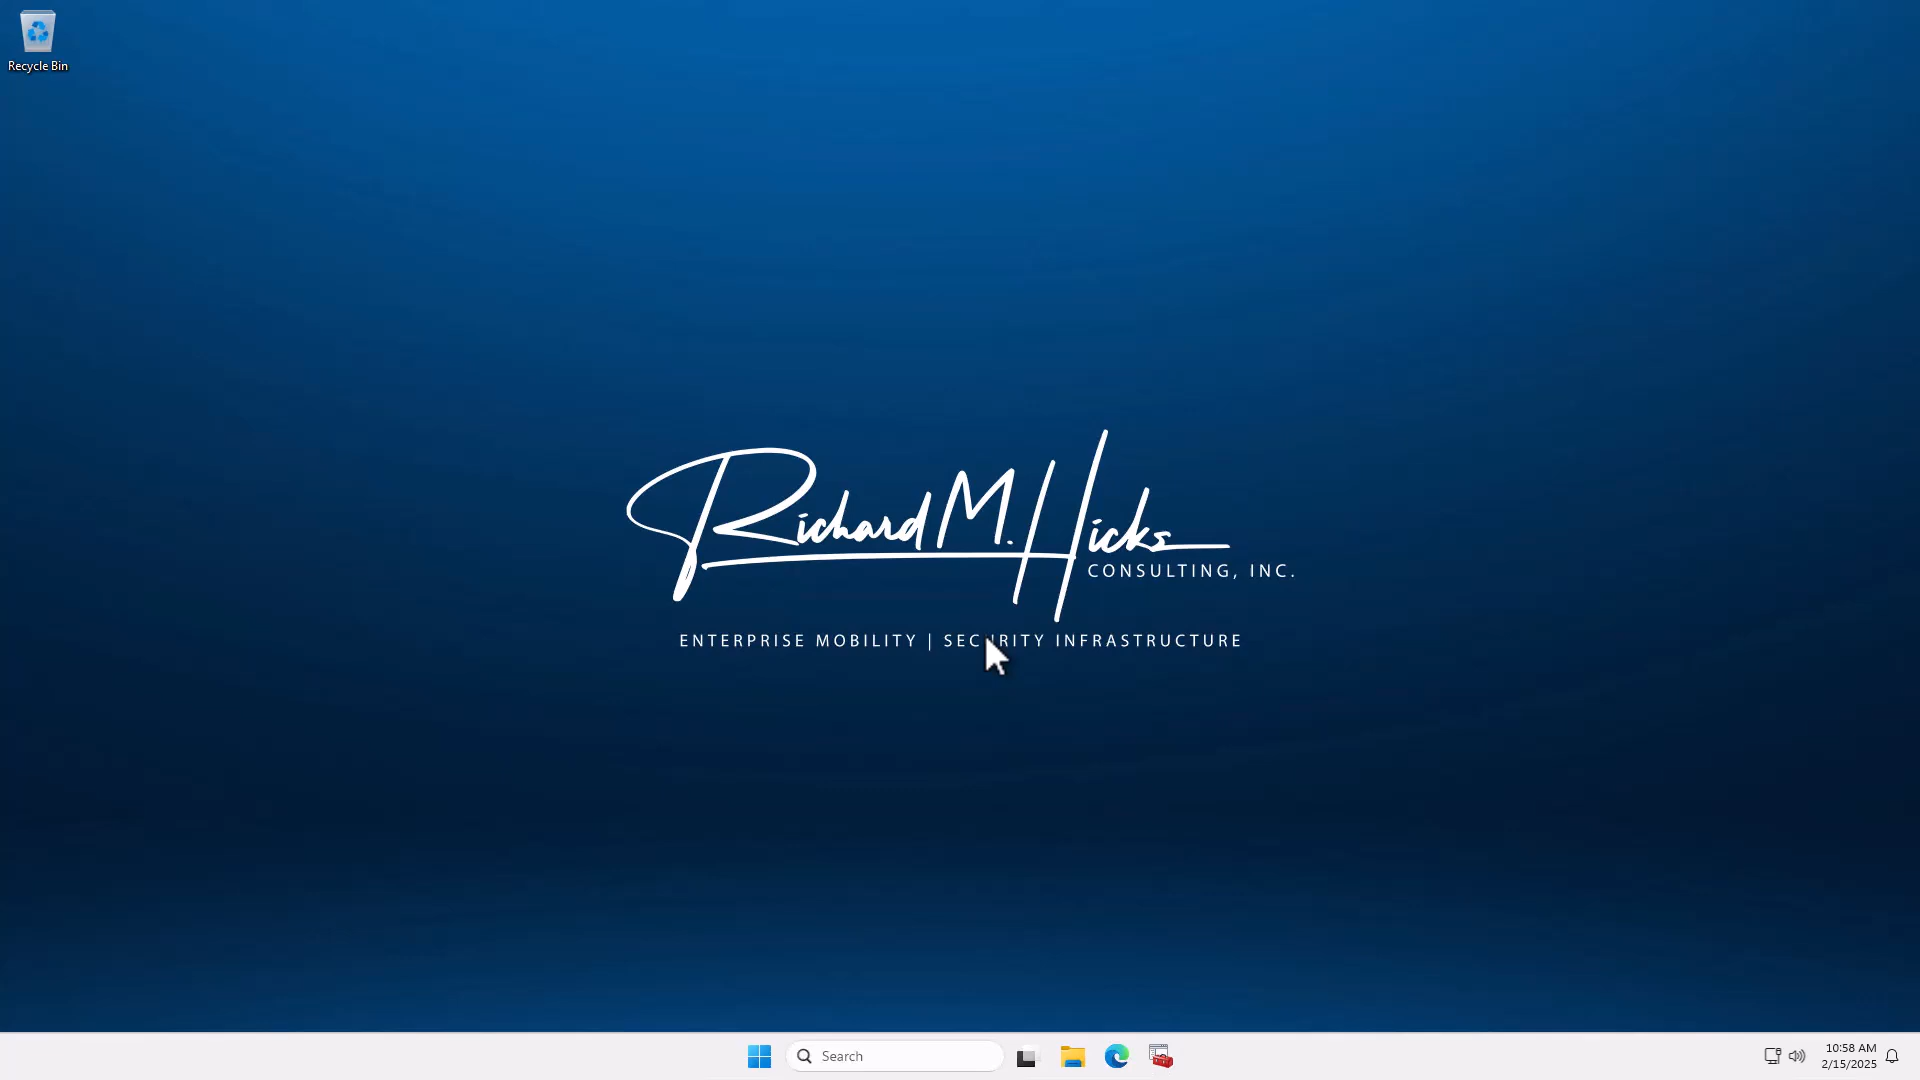 Recycle Bin
Richard M. Hicks
CONSULTING, INC.
ENTERPRISE MOBILITY | SECURITY INFRASTRUCTURE
Search
10:58 AM
2/15/2025